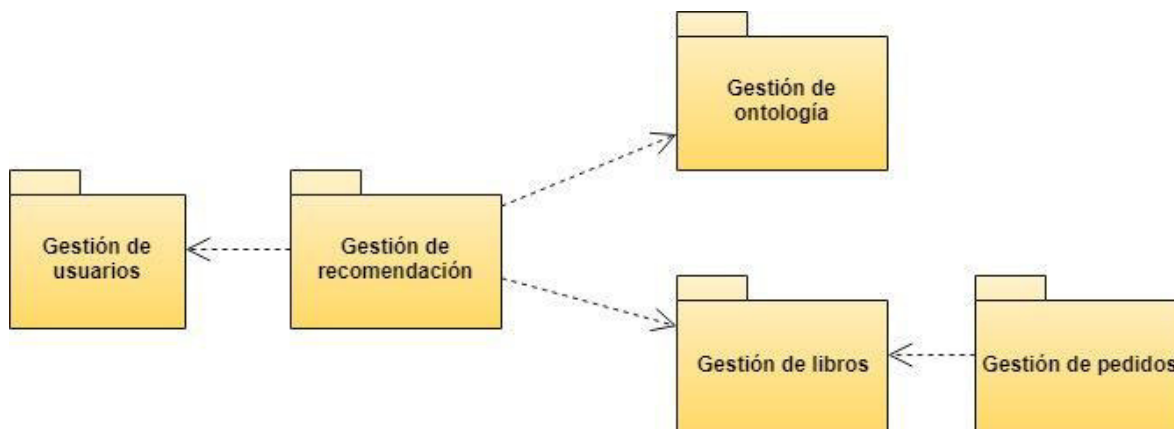 Gestión de
ontología
Gestión de
usuarios
Gestión de
recomendación
Gestión de libros
Gestión de pedidos